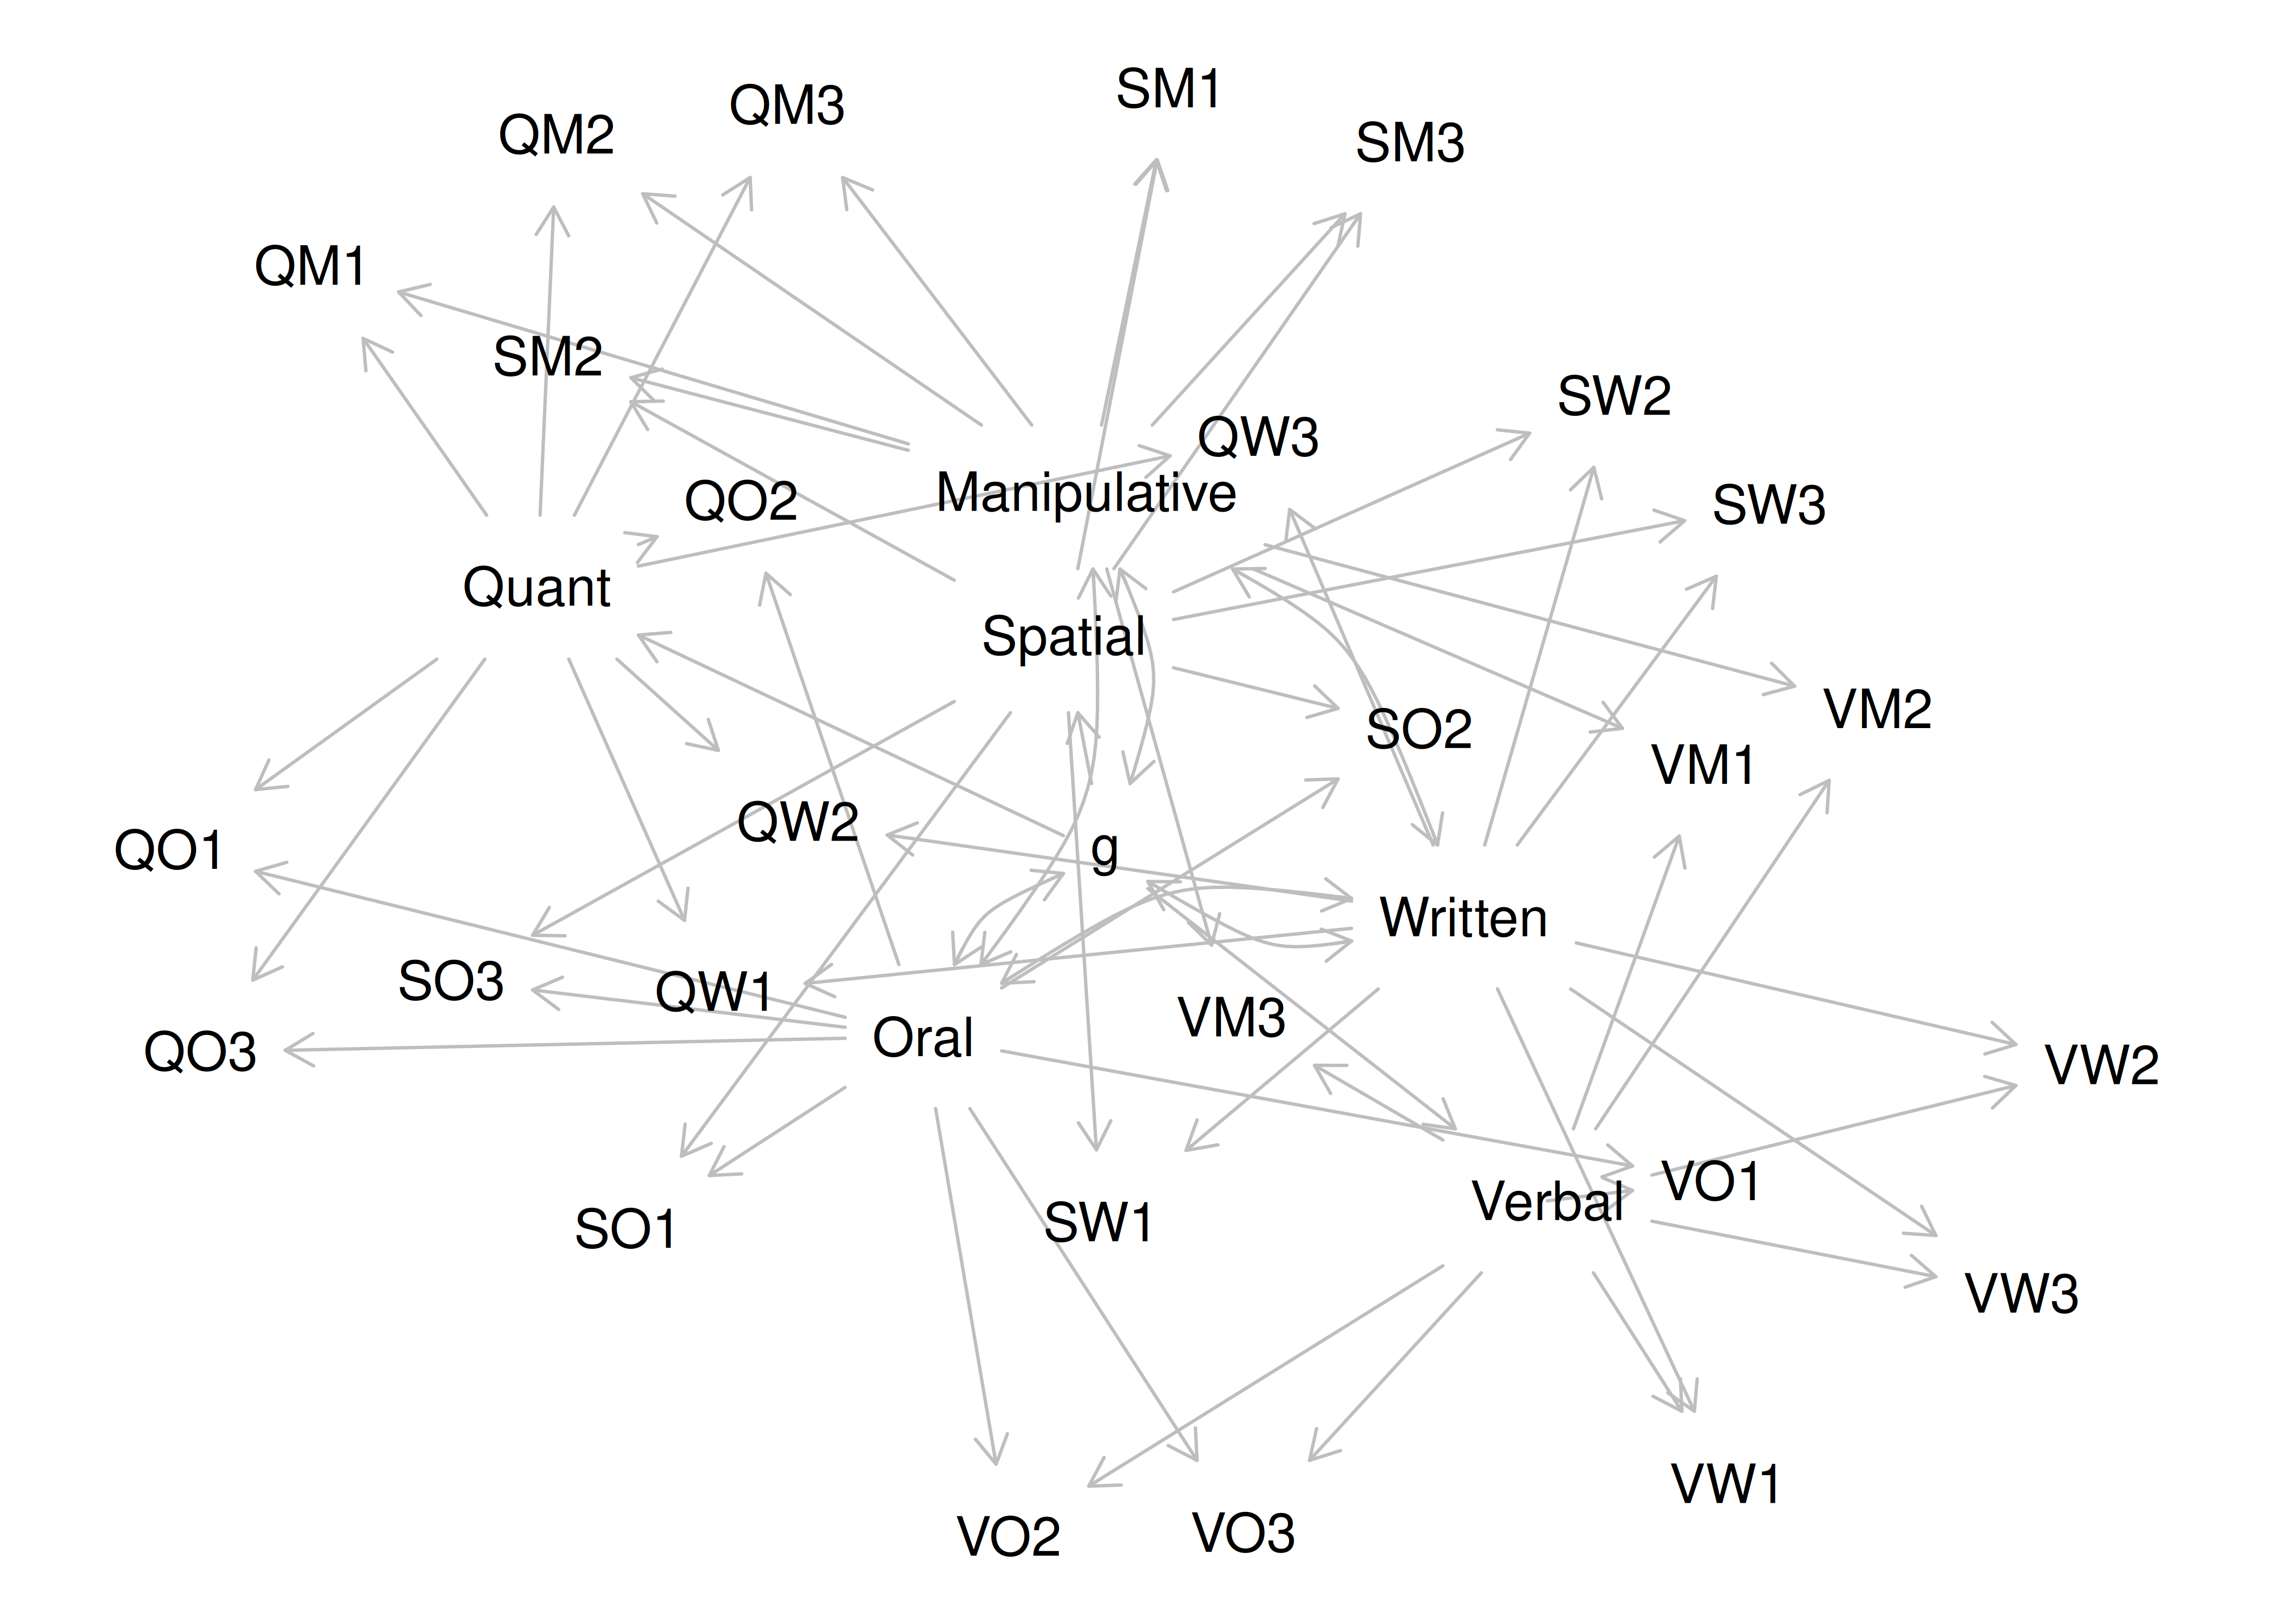 SM1
QM3
QM2
SM3
QM1
SM2
SW2
QW3
Manipulative
QO2
SW3
Quant
Spatial
VM2
SO2
VM1
QW2
QO1
g
Written
SO3
QW1
VM3
Oral
QO3
VW2
VO1
Verbal
SW1
SO1
VW3
VW1
VO3
VO2